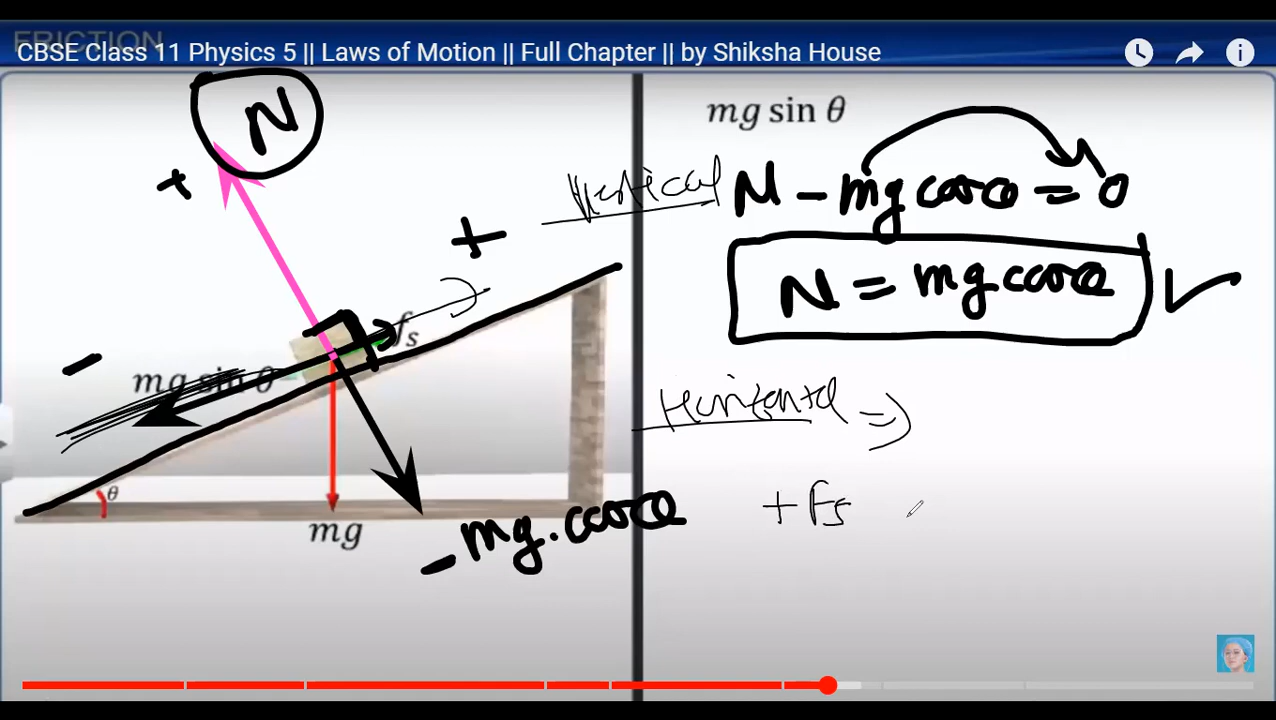 FRICTION
CBSE Class 11 Physics 5 || Laws of Motion || Full Chapter || by Shiksha House
N
+
mg sin θ
Vertical N - mg cosθ = 0
+
N = mg cosθ
fs
-
mg sin θ
Horizontal =>
θ
+ Fs
mg
- mg.cosθ